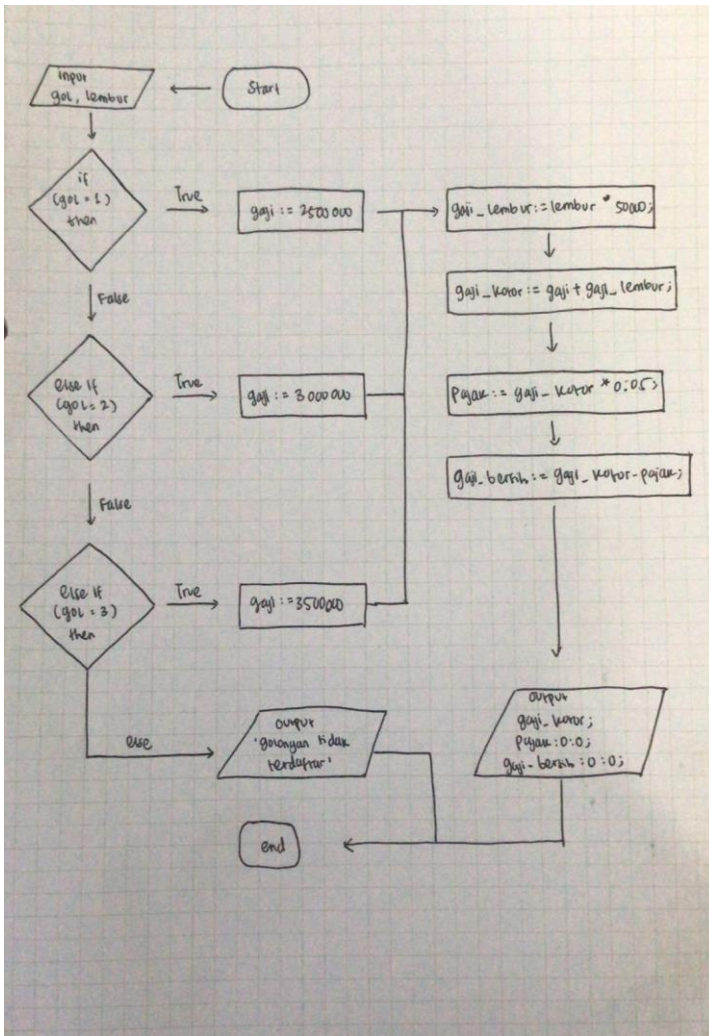 Start
input
gol, lembur
if
(gol = 1)
then
True
gaji := 2500000
False
else if
(gol = 2)
then
True
gaji := 3000000
False
else if
(gol = 3)
then
True
gaji := 3500000
else
output
'golongan tidak
terdaftar'
gaji_lembur := lembur * 50000;
gaji_kotor := gaji + gaji_lembur;
pajak := gaji_kotor * 0.05;
gaji_bersih := gaji_kotor - pajak;
output
gaji_kotor;
pajak : 0:0;
gaji_bersih : 0:0;
end